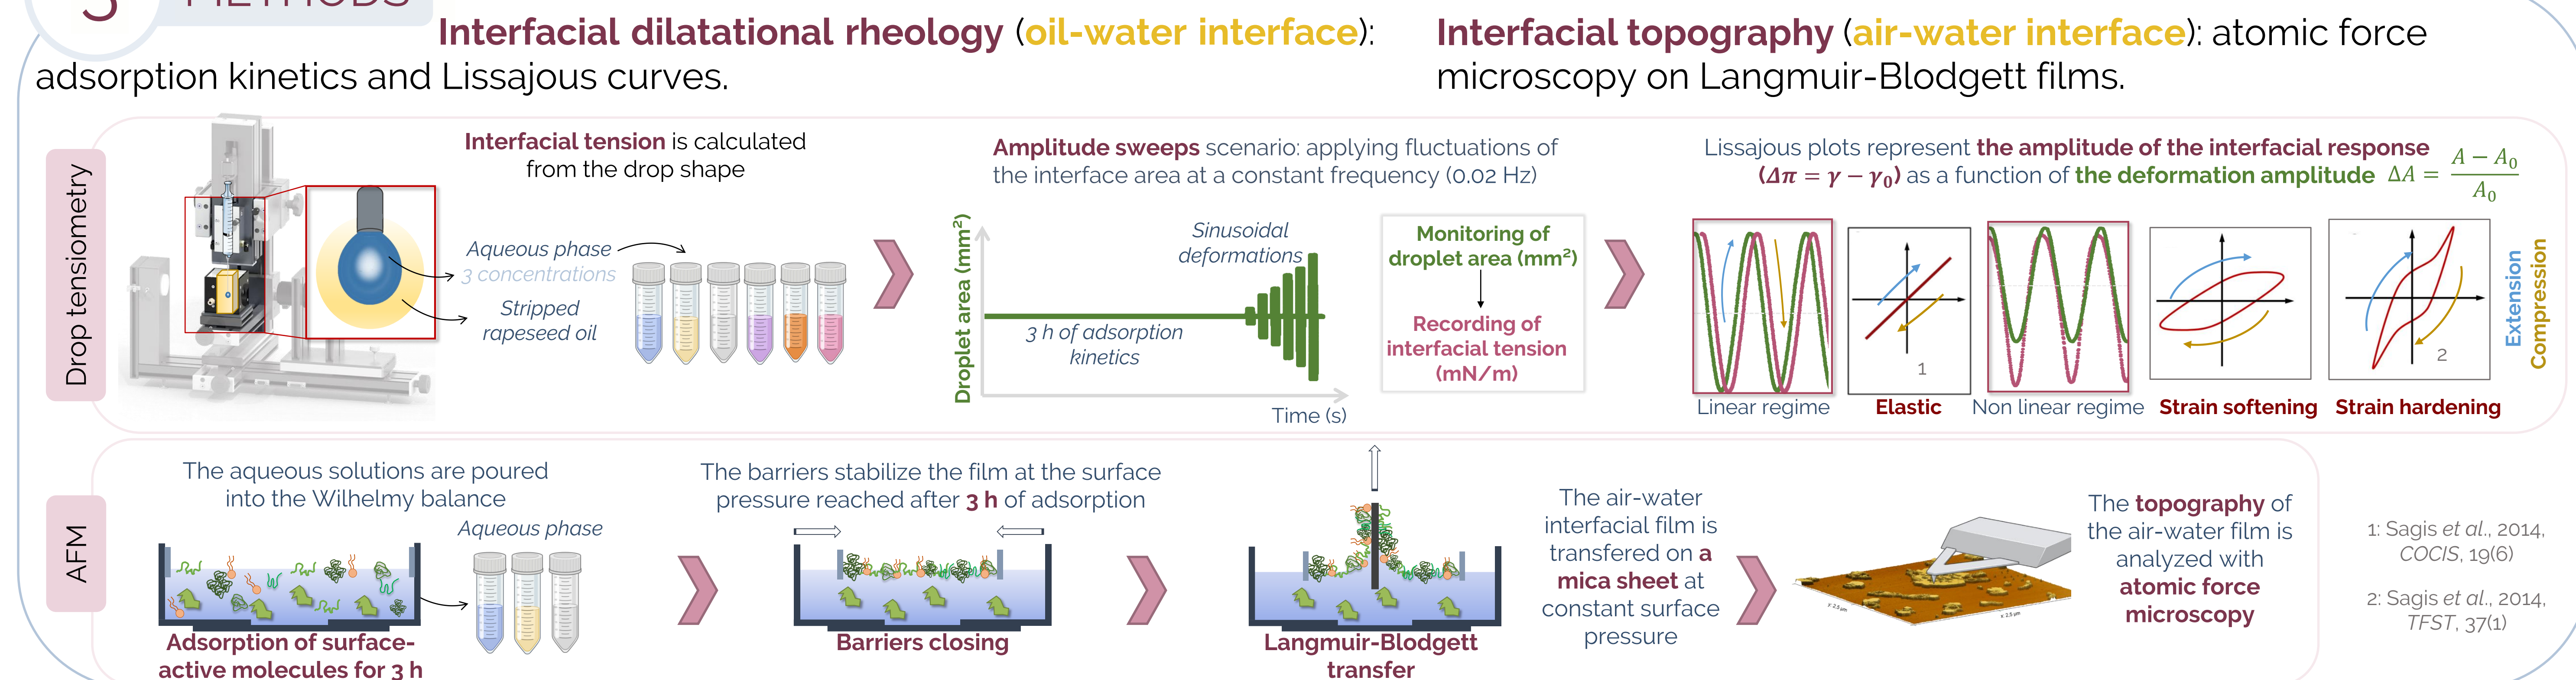 3 METHODS
Interfacial dilatational rheology (oil-water interface):
adsorption kinetics and Lissajous curves.
Interfacial topography (air-water interface): atomic force
microscopy on Langmuir-Blodgett films.
Drop tensiometry
Interfacial tension is calculated
from the drop shape
Aqueous phase
3 concentrations
Stripped
rapeseed oil
Amplitude sweeps scenario: applying fluctuations of
the interface area at a constant frequency (0.02 Hz)
Droplet area (mm²)
Sinusoidal
deformations
3 h of adsorption
kinetics
Time (s)
Monitoring of
droplet area (mm²)
Recording of
interfacial tension
(mN/m)
Lissajous plots represent the amplitude of the interfacial response
(Δπ = γ − γ₀) as a function of the deformation amplitude ΔA = (A − A₀) / A₀
1
2
Linear regime
Elastic
Non linear regime
Strain softening
Strain hardening
Extension
Compression
AFM
The aqueous solutions are poured
into the Wilhelmy balance
Aqueous phase
Adsorption of surface-
active molecules for 3 h
The barriers stabilize the film at the surface
pressure reached after 3 h of adsorption
Barriers closing
Langmuir-Blodgett
transfer
The air-water
interfacial film is
transfered on a
mica sheet at
constant surface
pressure
x: 2.5 µm
x: 2.5 µm
The topography of
the air-water film is
analyzed with
atomic force
microscopy
1: Sagis et al., 2014,
COCIS, 19(6)
2: Sagis et al., 2014,
TFST, 37(1)